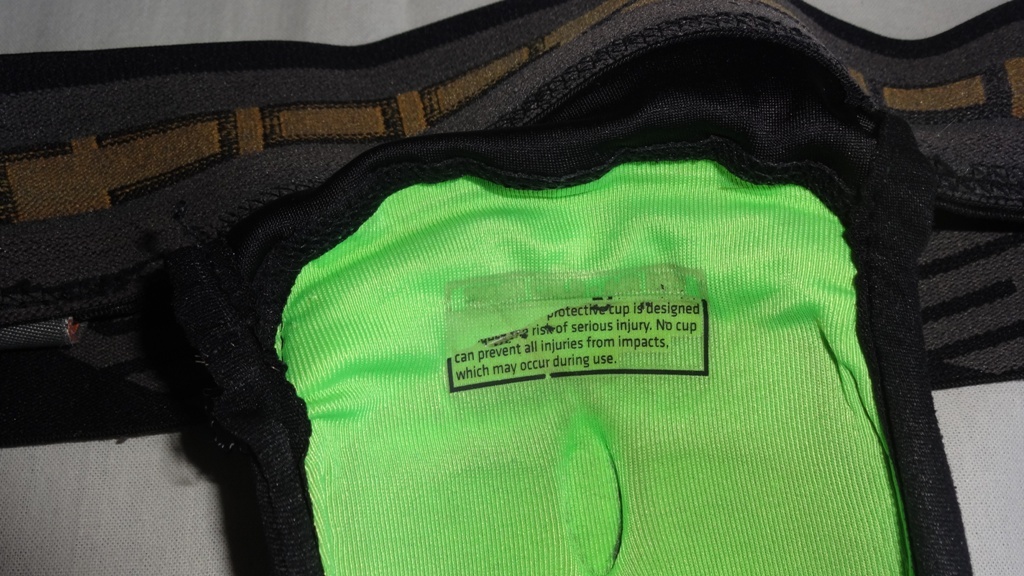 protective cup is designed
risk of serious injury. No cup
can prevent all injuries from impacts,
which may occur during use.